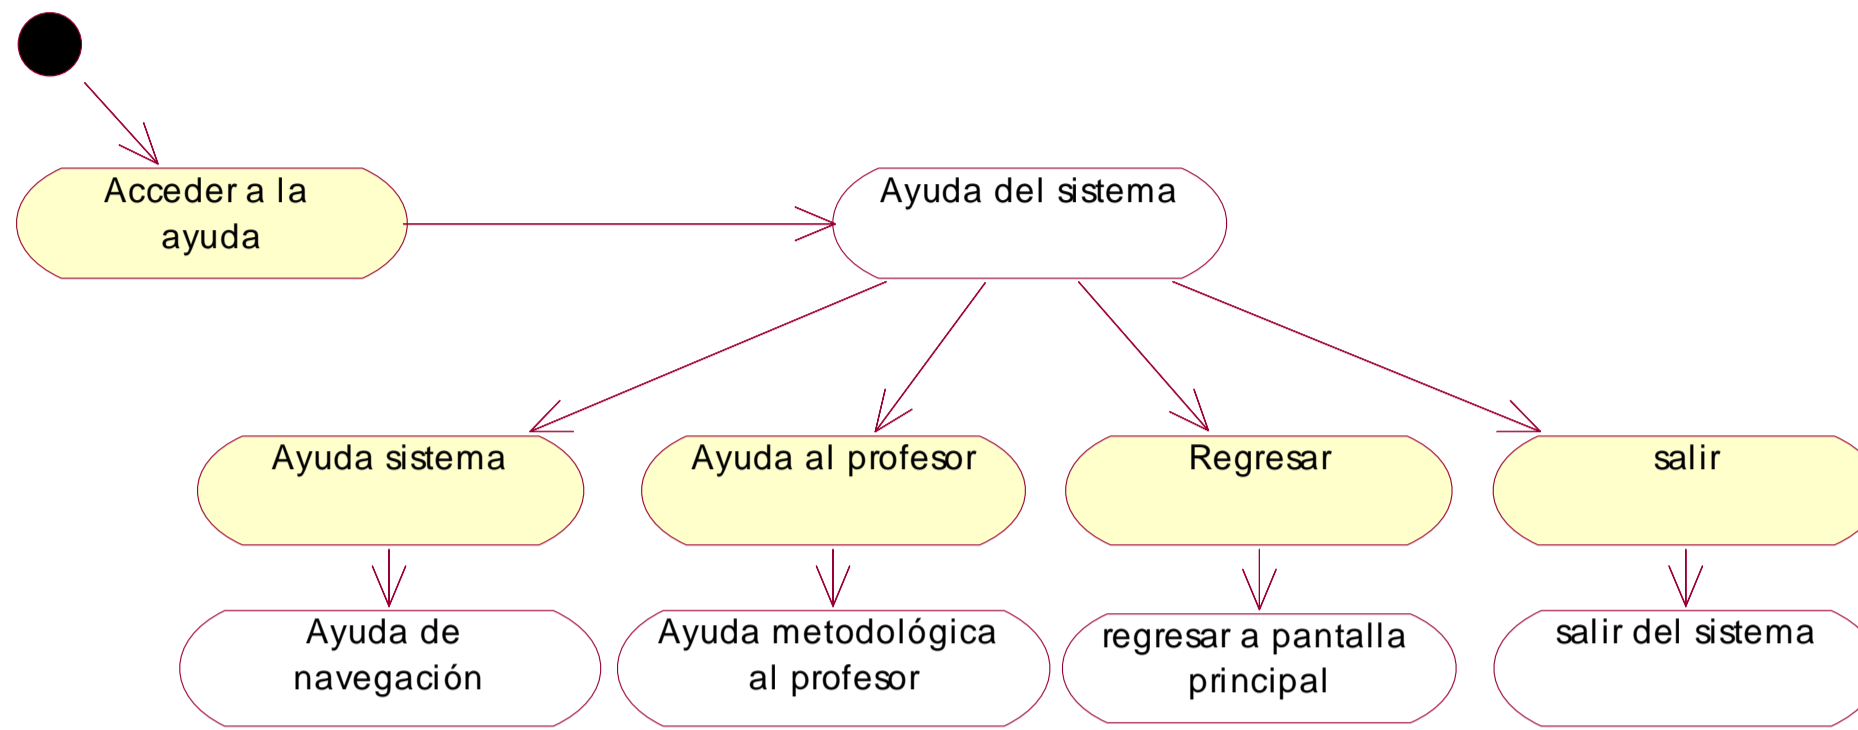 Acceder a la
ayuda
Ayuda del sistema
Ayuda sistema
Ayuda al profesor
Regresar
salir
Ayuda de
navegación
Ayuda metodológica
al profesor
regresar a pantalla
principal
salir del sistema